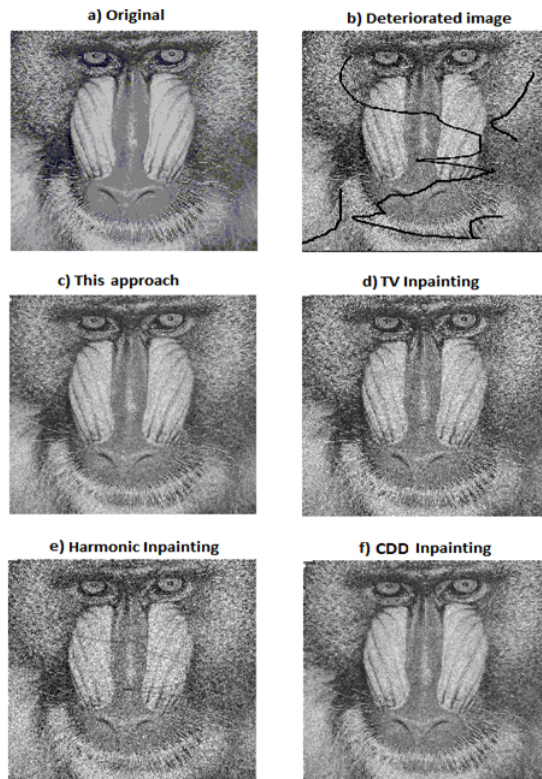 a) Original
b) Deteriorated image
c) This approach
d) TV Inpainting
e) Harmonic Inpainting
f) CDD Inpainting